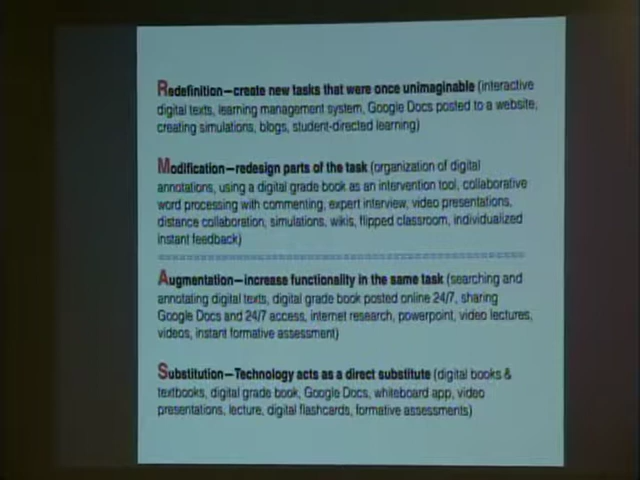 Redefinition—create new tasks that were once unimaginable (interactive
digital texts, learning management system, Google Docs posted to a website,
creating simulations, blogs, student-directed learning)
Modification—redesign parts of the task (organization of digital
annotations, using a digital grade book as an intervention tool, collaborative
word processing with commenting, expert interview, video presentations,
distance collaboration, simulations, wikis, flipped classroom, individualized
instant feedback)
Augmentation—increase functionality in the same task (searching and
annotating digital texts, digital grade book posted online 24/7, sharing
Google Docs and 24/7 access, internet research, powerpoint, video lectures,
videos, instant formative assessment)
Substitution—Technology acts as a direct substitute (digital books &
textbooks, digital grade book, Google Docs, whiteboard app, video
presentations, lecture, digital flashcards, formative assessments)